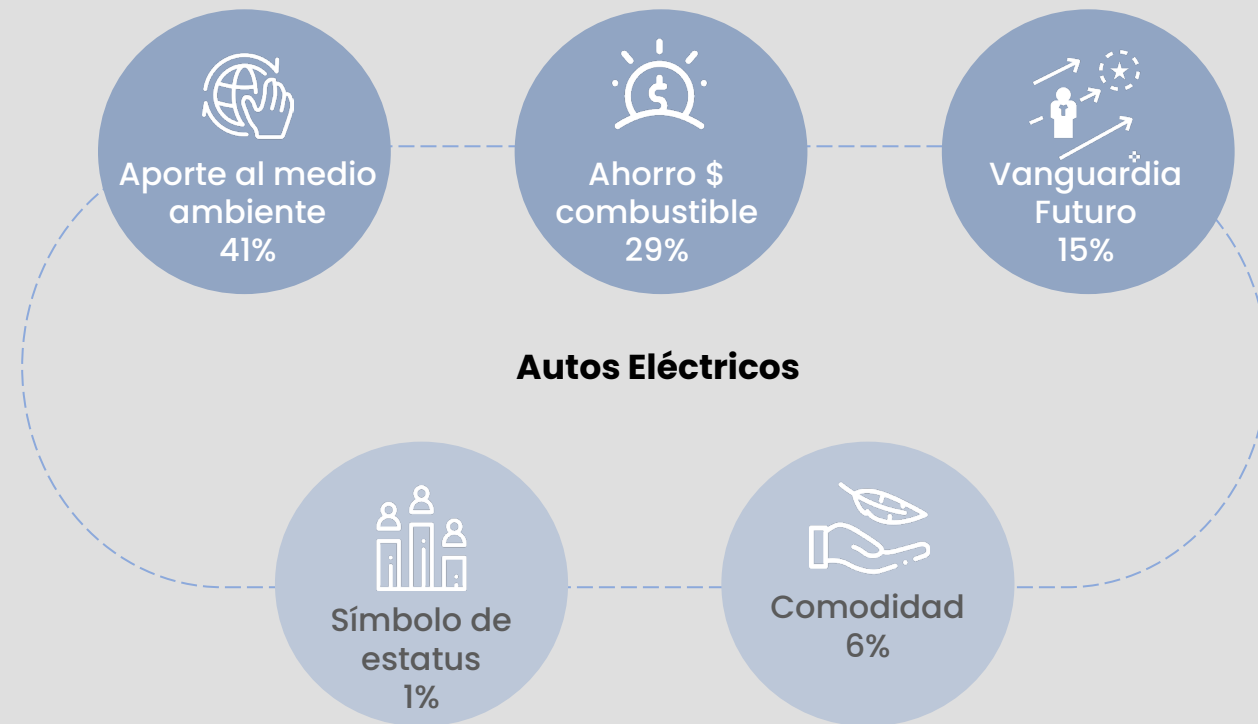 Aporte al medio
ambiente
41%
Ahorro $
combustible
29%
Vanguardia
Futuro
15%
Autos Eléctricos
Símbolo de
estatus
1%
Comodidad
6%